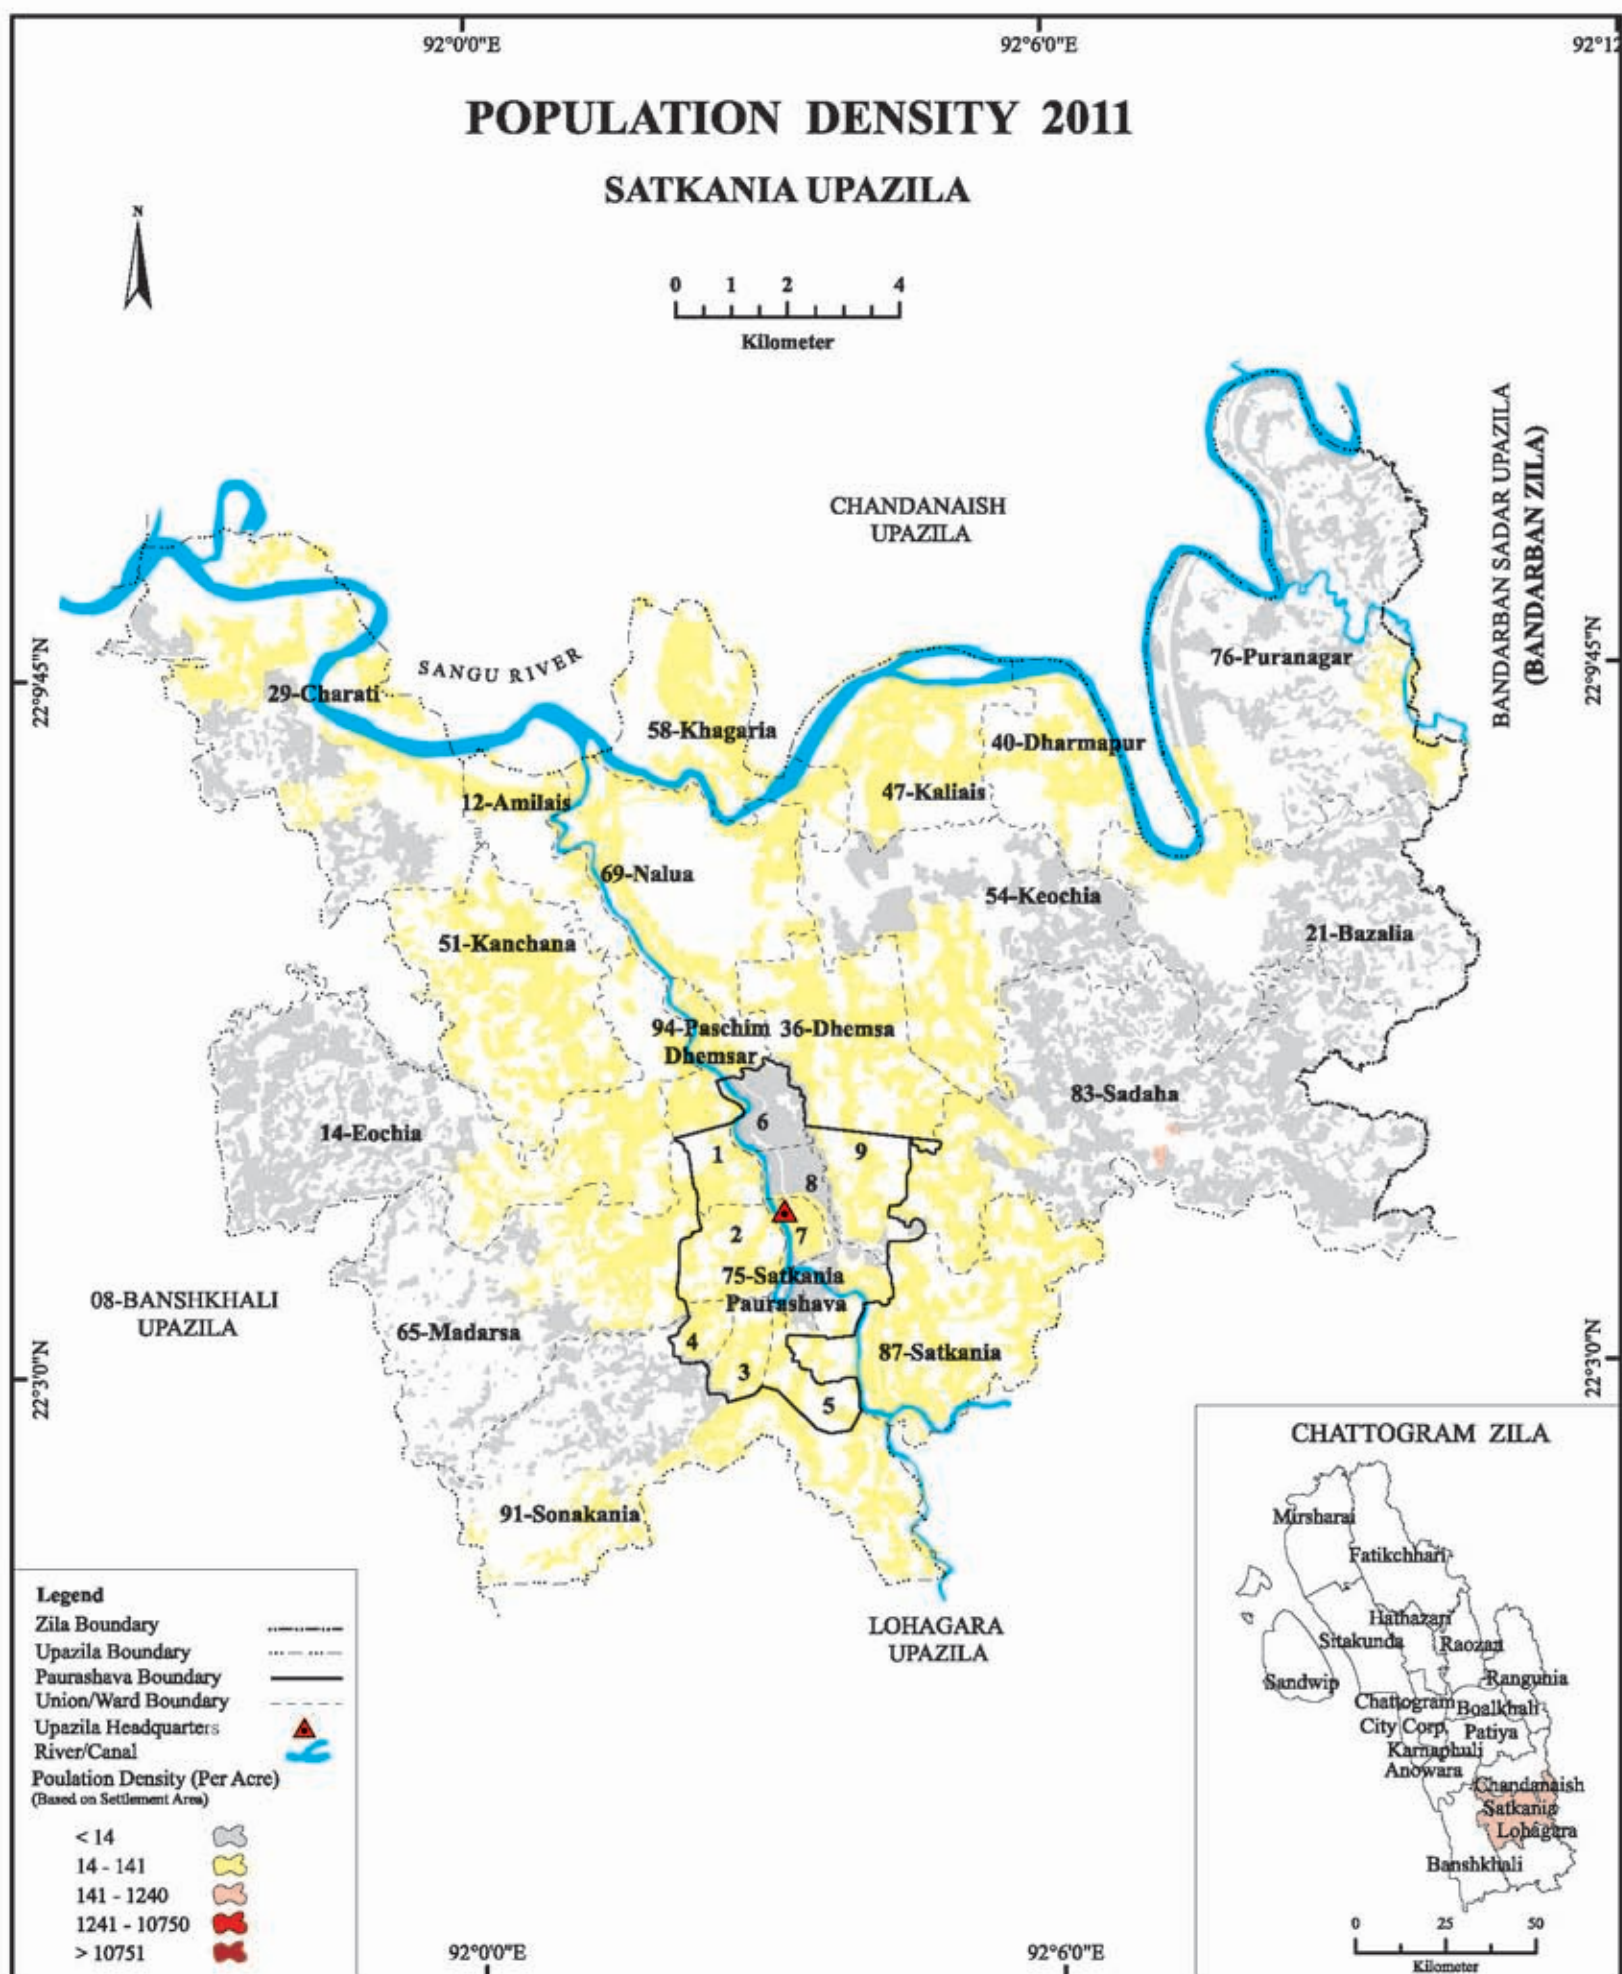 92°0'0"E
92°6'0"E
92°12
POPULATION DENSITY 2011
SATKANIA UPAZILA
N
0 1 2 4
Kilometer
BANDARBAN SADAR UPAZILA
(BANDARBAN ZILA)
CHANDANAISH
UPAZILA
22°9'45"N
22°9'45"N
SANGU RIVER
76-Puranagar
29-Charati
58-Khagaria
40-Dharmapur
47-Kaliais
12-Amilais
69-Nalua
54-Keochia
21-Bazalia
51-Kanchana
94-Paschim
Dhemsar
36-Dhemsa
83-Sadaha
14-Eochia
6
1
9
8
2
7
75-Satkania
Paurashava
08-BANSHKHALI
UPAZILA
65-Madarsa
4
3
5
87-Satkania
22°3'0"N
22°3'0"N
91-Sonakania
LOHAGARA
UPAZILA
Legend
Zila Boundary
Upazila Boundary
Paurashava Boundary
Union/Ward Boundary
Upazila Headquarters
River/Canal
Poulation Density (Per Acre)
(Based on Settlement Area)
< 14
14 - 141
141 - 1240
1241 - 10750
> 10751
92°0'0"E
92°6'0"E
CHATTOGRAM ZILA
Mirsharai
Fatikchhari
Hathazari
Sitakunda
Raozan
Sandwip
Rangunia
Chattogram
City Corp.
Boalkhali
Patiya
Karnaphuli
Anowara
Chandanaish
Satkania
Lohagara
Banshkhali
0 25 50
Kilometer